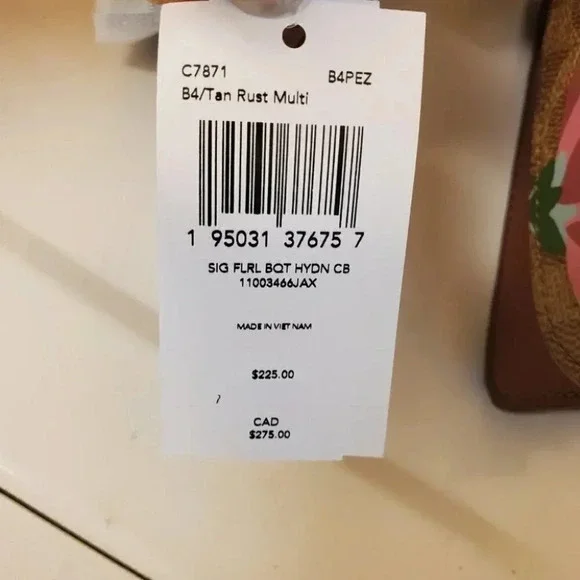 C7871 B4PEZ
B4/Tan Rust Multi
1 95031 37675 7
SIG FLRL BQT HYDN CB
11003466JAX
MADE IN VIET NAM
$225.00
CAD
$275.00